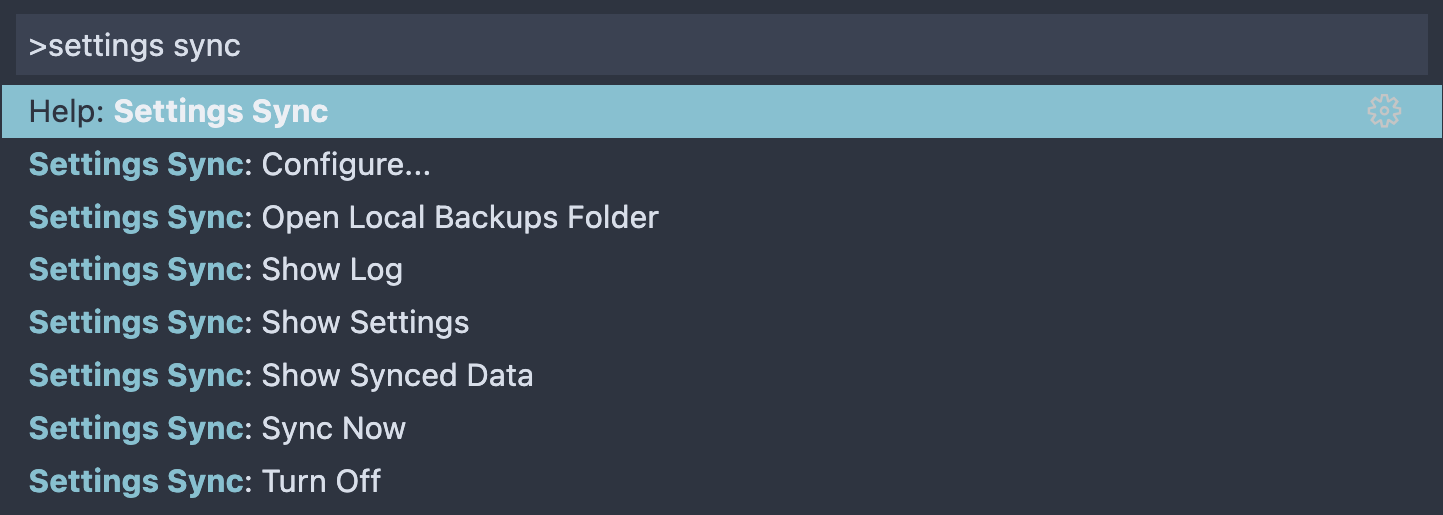 >settings sync
Help: Settings Sync
Settings Sync: Configure...
Settings Sync: Open Local Backups Folder
Settings Sync: Show Log
Settings Sync: Show Settings
Settings Sync: Show Synced Data
Settings Sync: Sync Now
Settings Sync: Turn Off